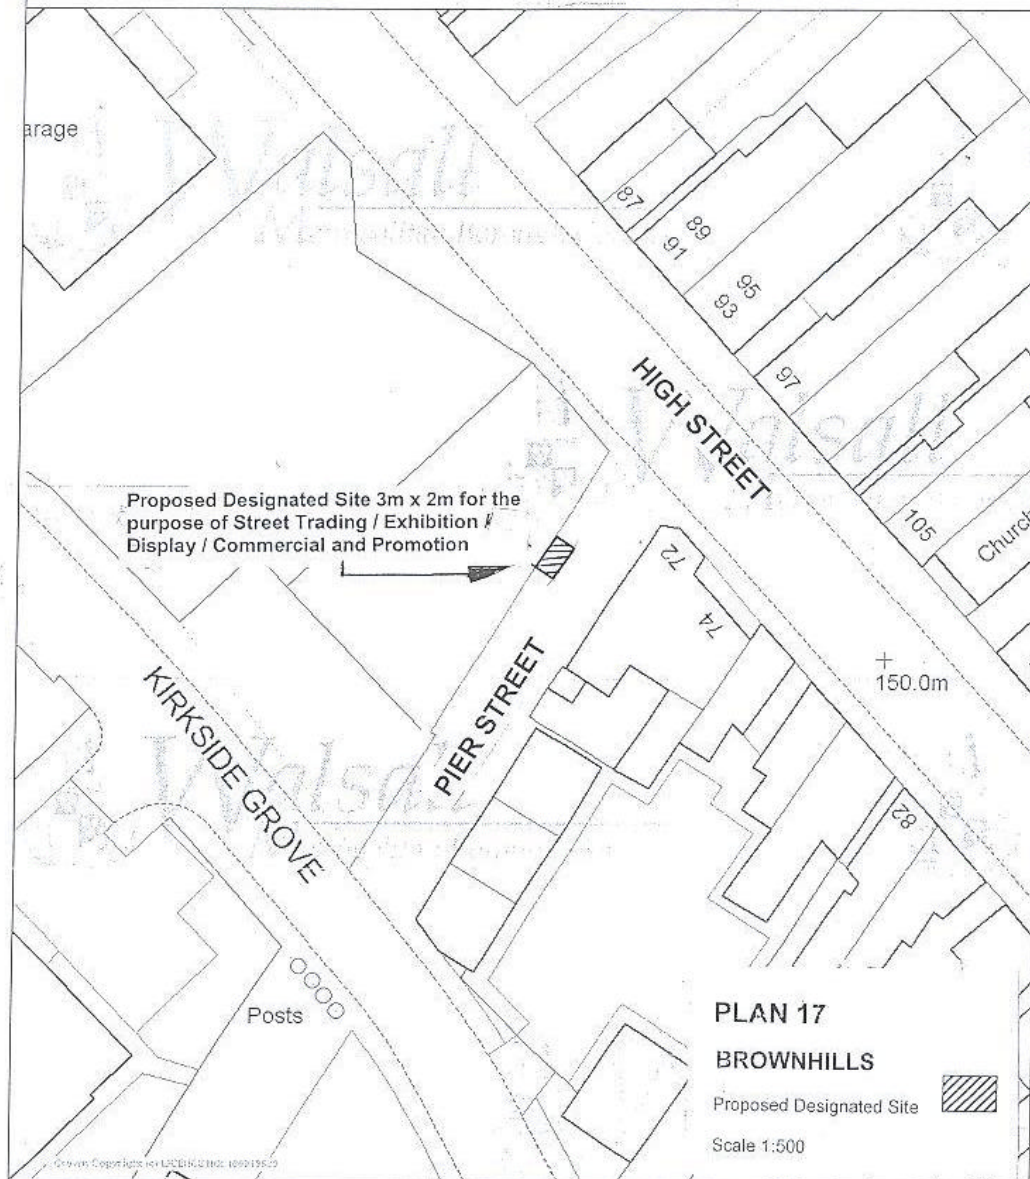 arage
87
89
91
95
93
97
HIGH STREET
105
Church
Proposed Designated Site 3m x 2m for the
purpose of Street Trading / Exhibition /
Display / Commercial and Promotion
72
74
150.0m
PIER STREET
KIRKSIDE GROVE
82
Posts
PLAN 17
BROWNHILLS
Proposed Designated Site
Scale 1:500
Crown Copyright